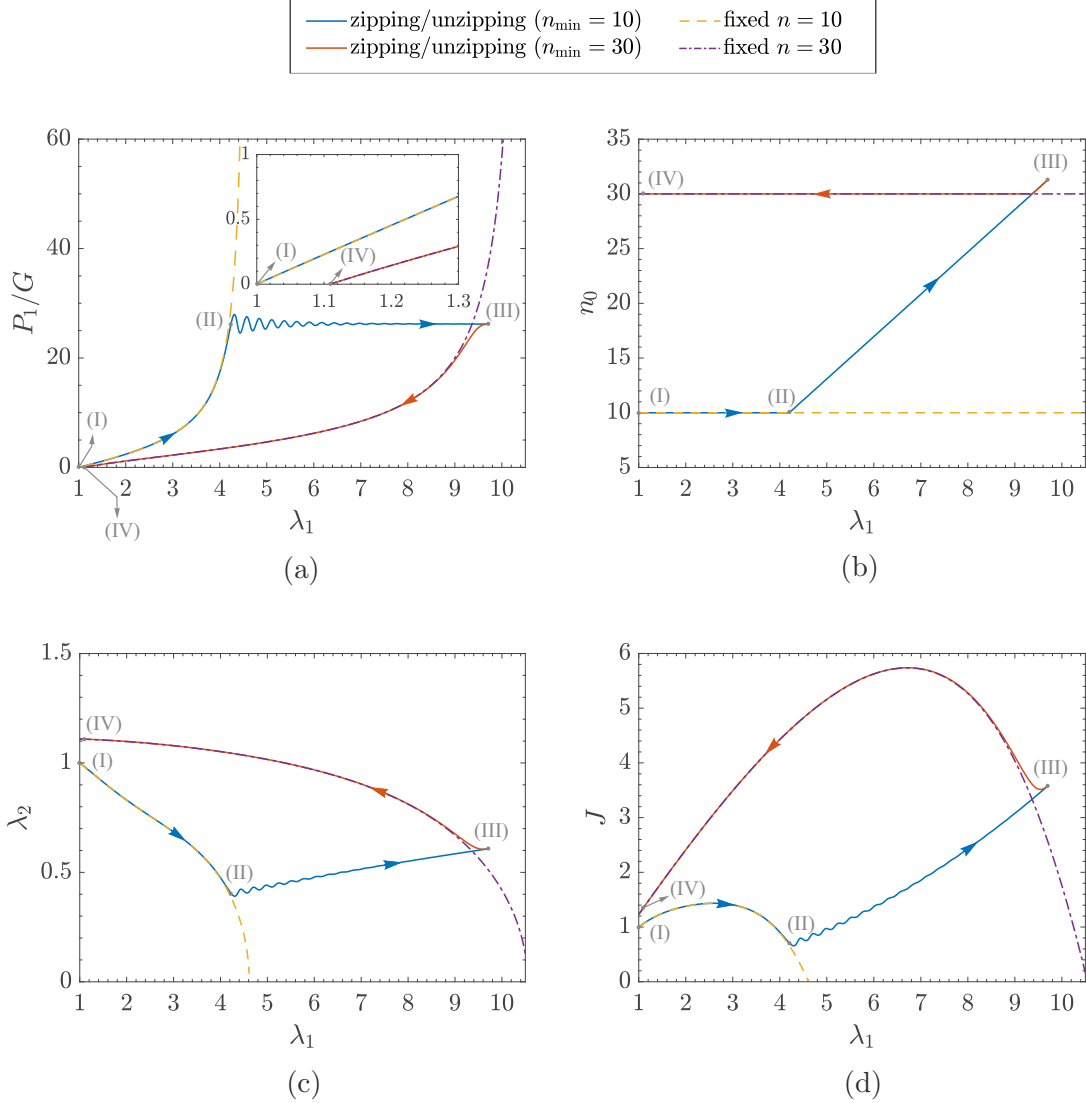 zipping/unzipping (n_min = 10) fixed n = 10
zipping/unzipping (n_min = 30) fixed n = 30
60
40
20
0
P_1/G
1 2 3 4 5 6 7 8 9 10
λ_1
(I)
(II)
(III)
(IV)
1
0.5
0
1 1.1 1.2 1.3
(I)
(IV)
(a)
35
30
25
20
15
10
5
n_0
1 2 3 4 5 6 7 8 9 10
λ_1
(I)
(II)
(III)
(IV)
(b)
1.5
1
0.5
0
λ_2
1 2 3 4 5 6 7 8 9 10
λ_1
(IV)
(I)
(II)
(III)
(c)
6
5
4
3
2
1
0
J
1 2 3 4 5 6 7 8 9 10
λ_1
(IV)
(I)
(II)
(III)
(d)